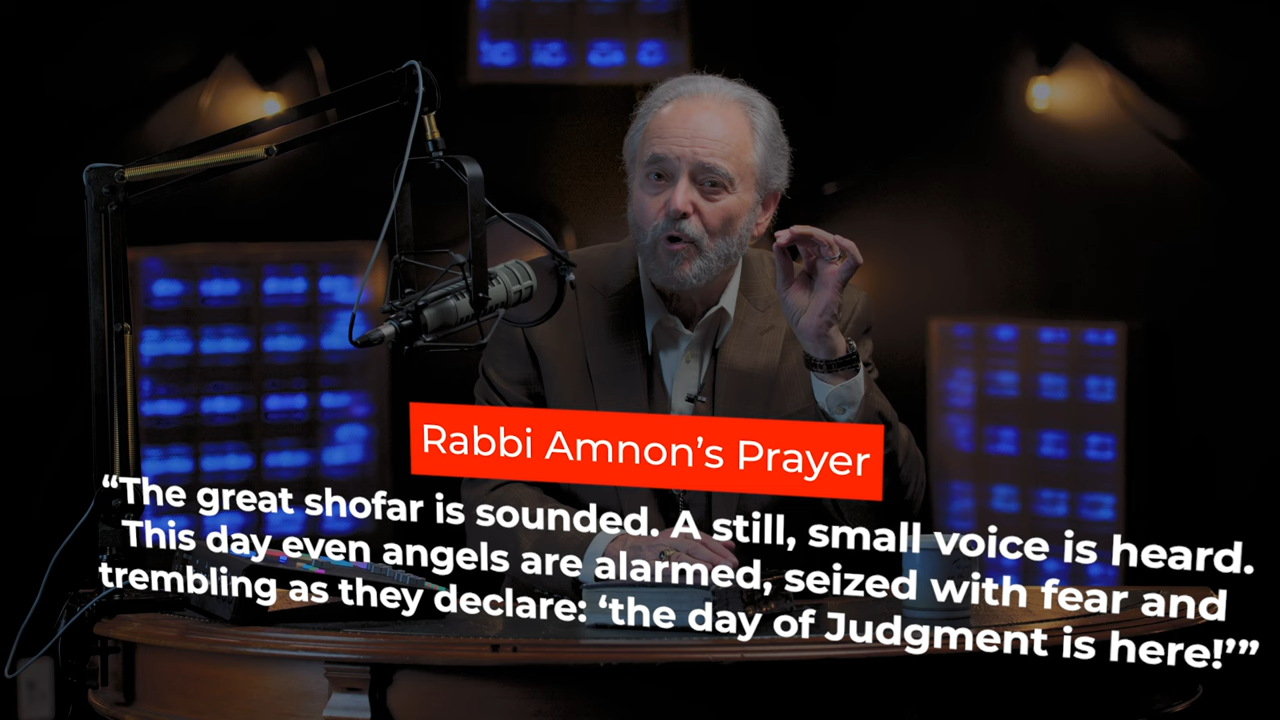 Rabbi Amnon’s Prayer
“The great shofar is sounded. A still, small voice is heard.
This day even angels are alarmed, seized with fear and
trembling as they declare: ‘the day of Judgment is here!’”